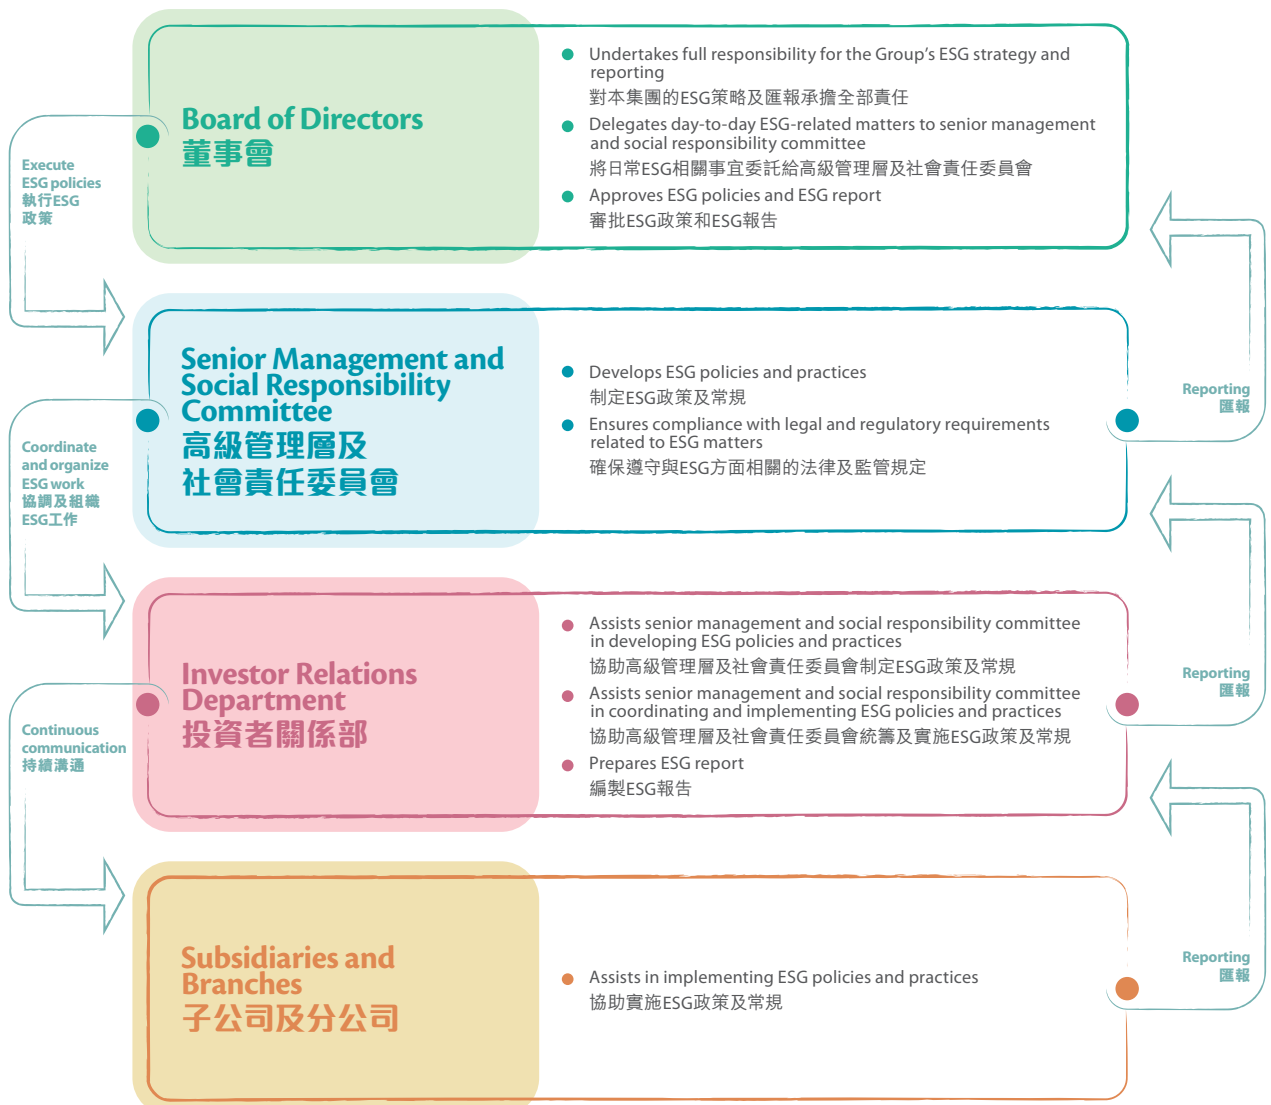 Board of Directors
董事會
Undertakes full responsibility for the Group's ESG strategy and
reporting
對本集團的ESG策略及匯報承擔全部責任
Delegates day-to-day ESG-related matters to senior management
and social responsibility committee
將日常ESG相關事宜委託給高級管理層及社會責任委員會
Approves ESG policies and ESG report
審批ESG政策和ESG報告
Execute
ESG policies
執行ESG
政策
Senior Management and
Social Responsibility
Committee
高級管理層及
社會責任委員會
Develops ESG policies and practices
制定ESG政策及常規
Ensures compliance with legal and regulatory requirements
related to ESG matters
確保遵守與ESG方面相關的法律及監管規定
Reporting
匯報
Coordinate
and organize
ESG work
協調及組織
ESG工作
Investor Relations
Department
投資者關係部
Assists senior management and social responsibility committee
in developing ESG policies and practices
協助高級管理層及社會責任委員會制定ESG政策及常規
Assists senior management and social responsibility committee
in coordinating and implementing ESG policies and practices
協助高級管理層及社會責任委員會統籌及實施ESG政策及常規
Prepares ESG report
編製ESG報告
Reporting
匯報
Continuous
communication
持續溝通
Subsidiaries and
Branches
子公司及分公司
Assists in implementing ESG policies and practices
協助實施ESG政策及常規
Reporting
匯報